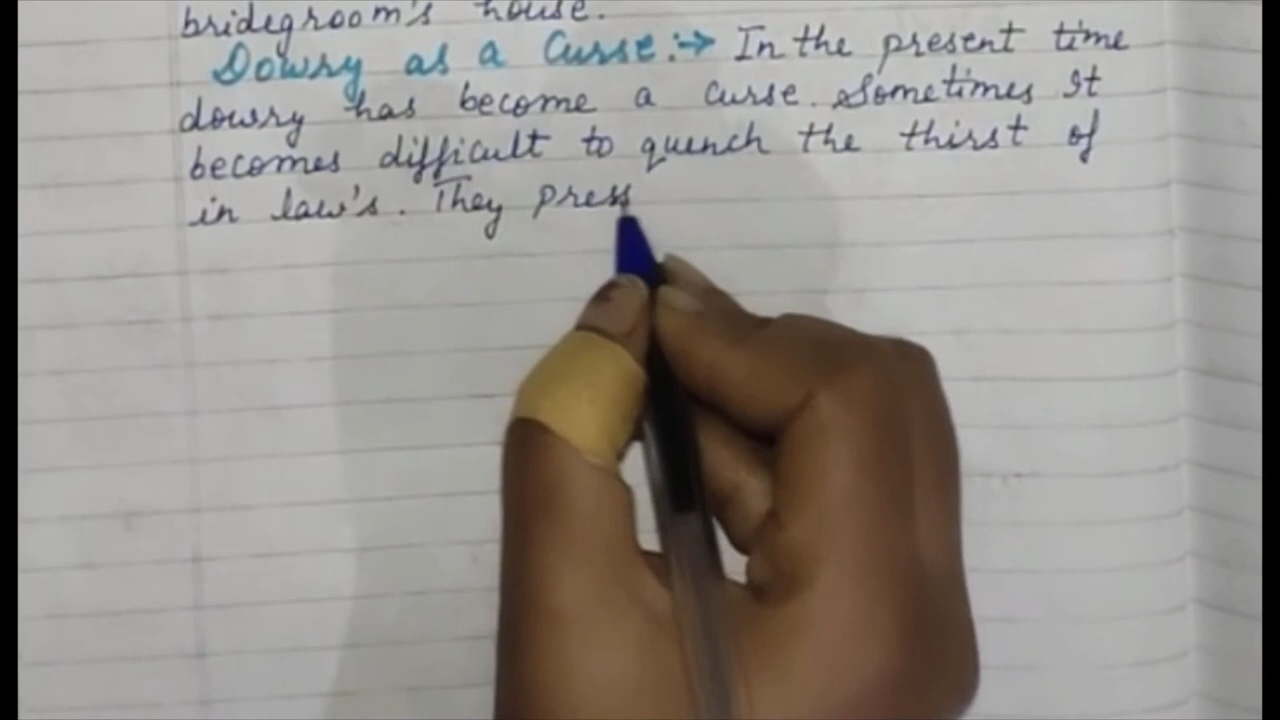 bridegroom's house.
Dowry as a Curse :→ In the present time
dowry has become a curse. Sometimes It
becomes difficult to quench the thirst of
in law's. They press